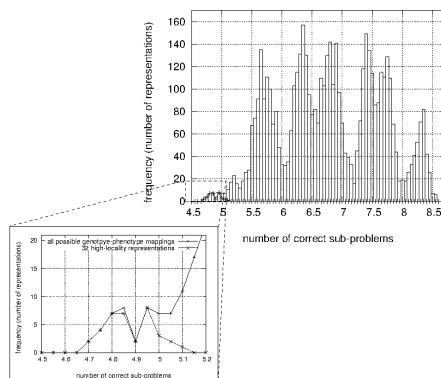 160
140
120
100
80
60
40
20
0
frequency (number of representations)
4.5 5 5.5 6 6.5 7 7.5 8 8.5
number of correct sub-problems
all possible genotype-phenotype mappings
32 high-locality representations
20
15
10
5
0
frequency (number of representations)
4.5 4.6 4.7 4.8 4.9 5 5.1 5.2
number of correct sub-problems